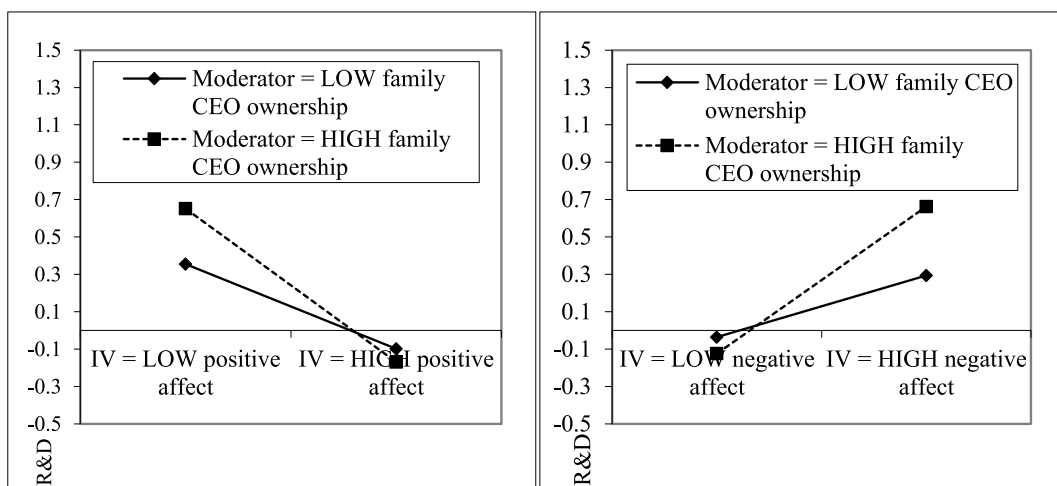 1.5
1.3
1.1
0.9
0.7
0.5
0.3
0.1
-0.1
-0.3
-0.5
R&D
Moderator = LOW family
CEO ownership
Moderator = HIGH family
CEO ownership
IV = LOW positive
affect
IV = HIGH positive
affect
1.5
1.3
1.1
0.9
0.7
0.5
0.3
0.1
-0.1
-0.3
-0.5
R&D
Moderator = LOW family CEO
ownership
Moderator = HIGH family
CEO ownership
IV = LOW negative
affect
IV = HIGH negative
affect